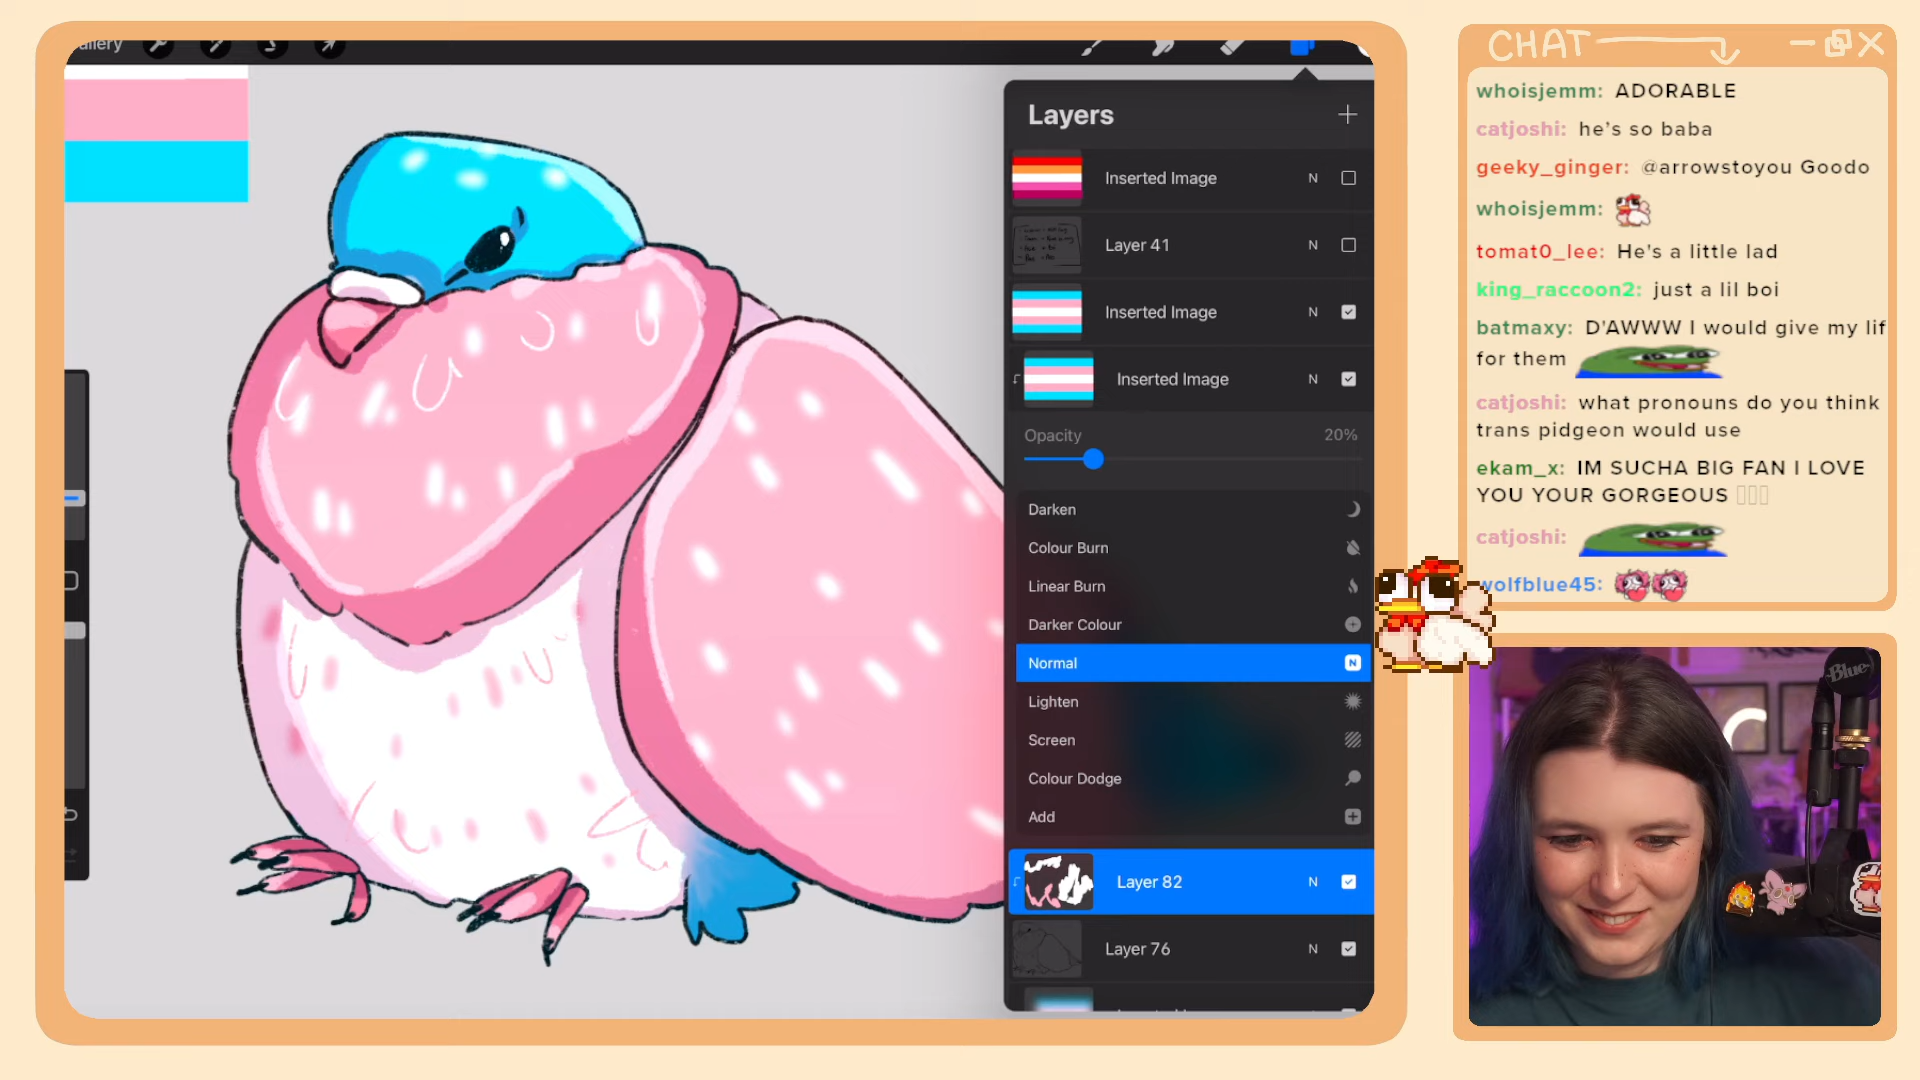 allery
Layers
Inserted Image N
Layer 41 N
Inserted Image N
Inserted Image N
Opacity 20%
Darken
Colour Burn
Linear Burn
Darker Colour
Normal N
Lighten
Screen
Colour Dodge
Add
Layer 82 N
Layer 76 N
CHAT
whoisjemm: ADORABLE
catjoshi: he's so baba
geeky_ginger: @arrowstoyou Goodo
whoisjemm:
tomat0_lee: He's a little lad
king_raccoon2: just a lil boi
batmaxy: D'AWWW I would give my lif
for them
catjoshi: what pronouns do you think
trans pidgeon would use
ekam_x: IM SUCHA BIG FAN I LOVE
YOU YOUR GORGEOUS
catjoshi:
wolfblue45:
Blue